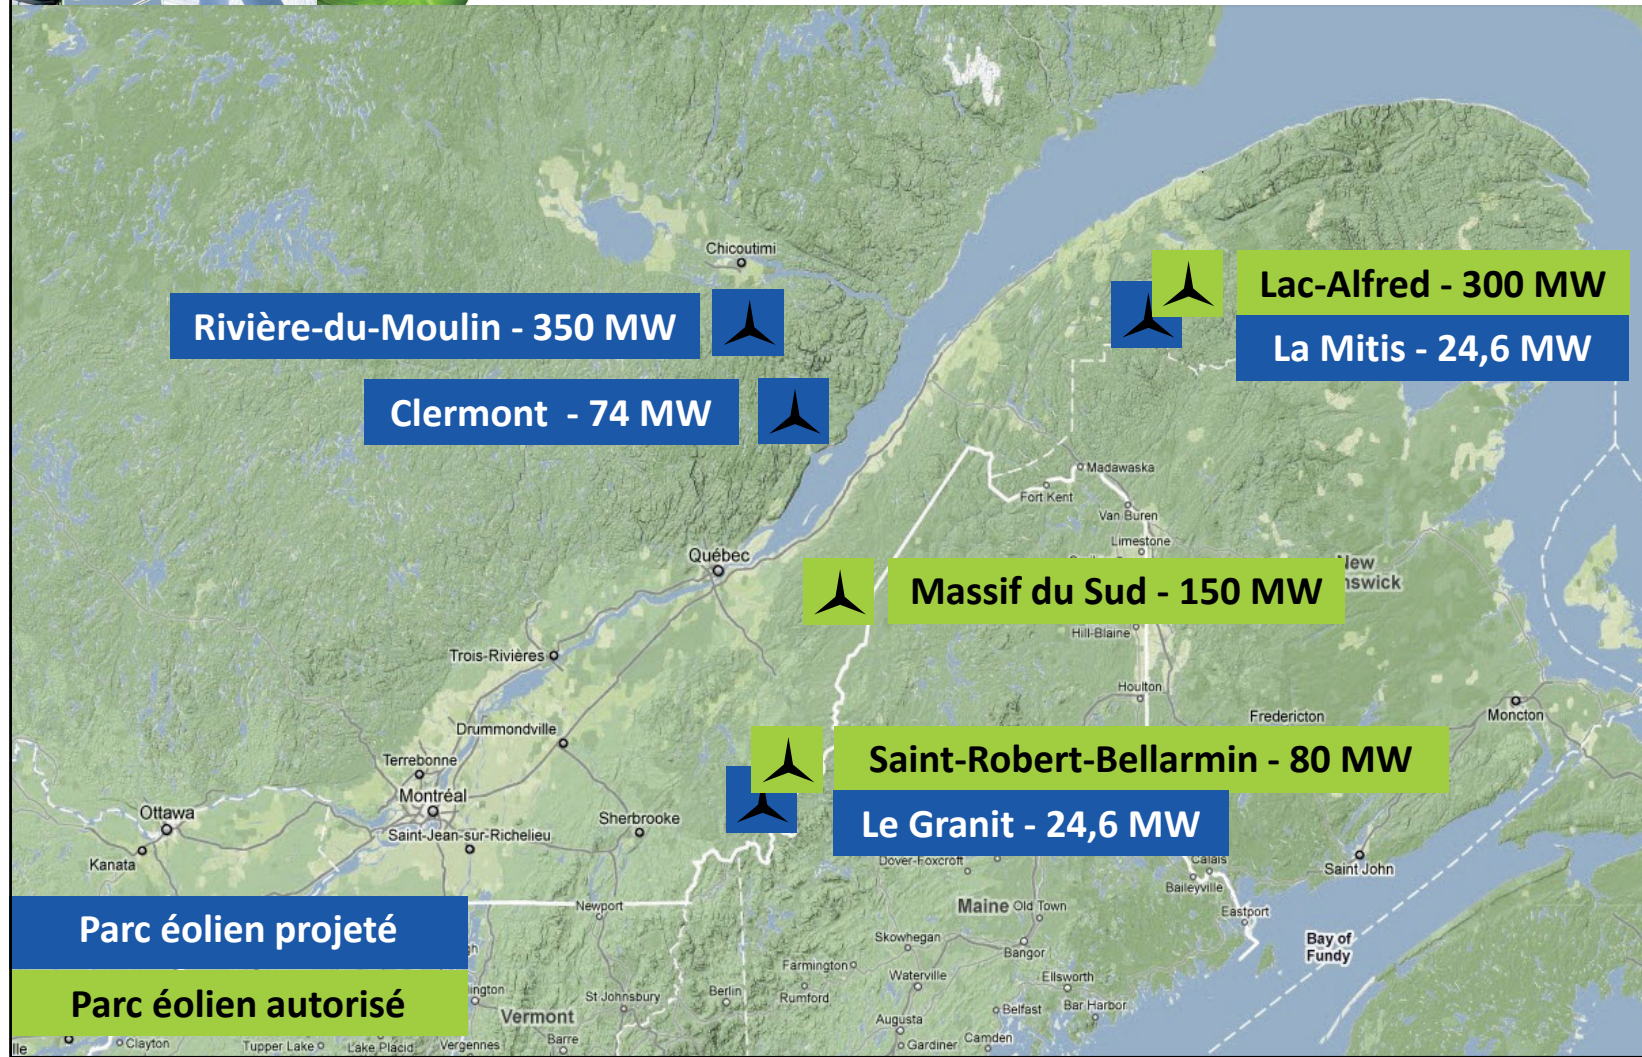 Chicoutimi
Lac-Alfred - 300 MW
Rivière-du-Moulin - 350 MW
La Mitis - 24,6 MW
Clermont - 74 MW
Madawaska
Fort Kent
Van Buren
Limestone
Québec
New
Massif du Sud - 150 MW
Hill-Blaine
Trois-Rivières
Houlton
Fredericton
Moncton
Drummondville
Saint-Robert-Bellarmin - 80 MW
Terrebonne
Montréal
Ottawa
Sherbrooke
Le Granit - 24,6 MW
Saint-Jean-sur-Richelieu
Kanata
Dover-Foxcroft
Calais
Saint John
Baileyville
Newport
Maine
Old Town
Eastport
Parc éolien projeté
Skowhegan
Bangor
Bay of
Fundy
Farmington
Waterville
Ellsworth
Parc éolien autorisé
St Johnsbury
Berlin
Rumford
Belfast
Bar Harbor
Vermont
Augusta
Clayton
Tupper Lake
Lake Placid
Vergennes
Barre
Gardiner
Camden